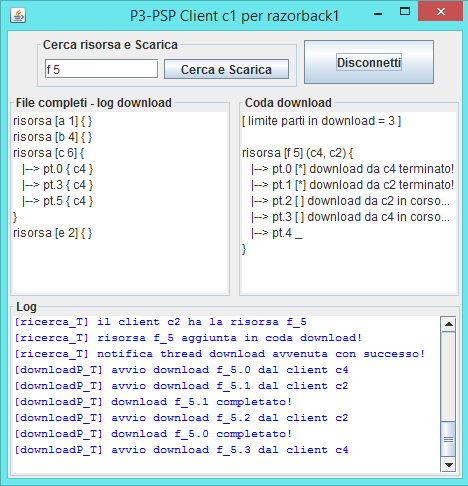 P3-PSP Client c1 per razorback1
Cerca risorsa e Scarica
f 5
Cerca e Scarica
Disconnetti
File completi - log download
risorsa [a 1] { }
risorsa [b 4] { }
risorsa [c 6] {
|--> pt.0 { c4 }
|--> pt.3 { c4 }
|--> pt.5 { c4 }
}
risorsa [e 2] { }
Coda download
[ limite parti in download = 3 ]
risorsa [f 5] (c4, c2) {
|--> pt.0 [*] download da c4 terminato!
|--> pt.1 [*] download da c2 terminato!
|--> pt.2 [ ] download da c2 in corso...
|--> pt.3 [ ] download da c4 in corso...
|--> pt.4 _
}
Log
[ricerca_T] il client c2 ha la risorsa f_5
[ricerca_T] risorsa f_5 aggiunta in coda download!
[ricerca_T] notifica thread download avvenuta con successo!
[downloadP_T] avvio download f_5.0 dal client c4
[downloadP_T] avvio download f_5.1 dal client c2
[downloadP_T] download f_5.1 completato!
[downloadP_T] avvio download f_5.2 dal client c2
[downloadP_T] download f_5.0 completato!
[downloadP_T] avvio download f_5.3 dal client c4